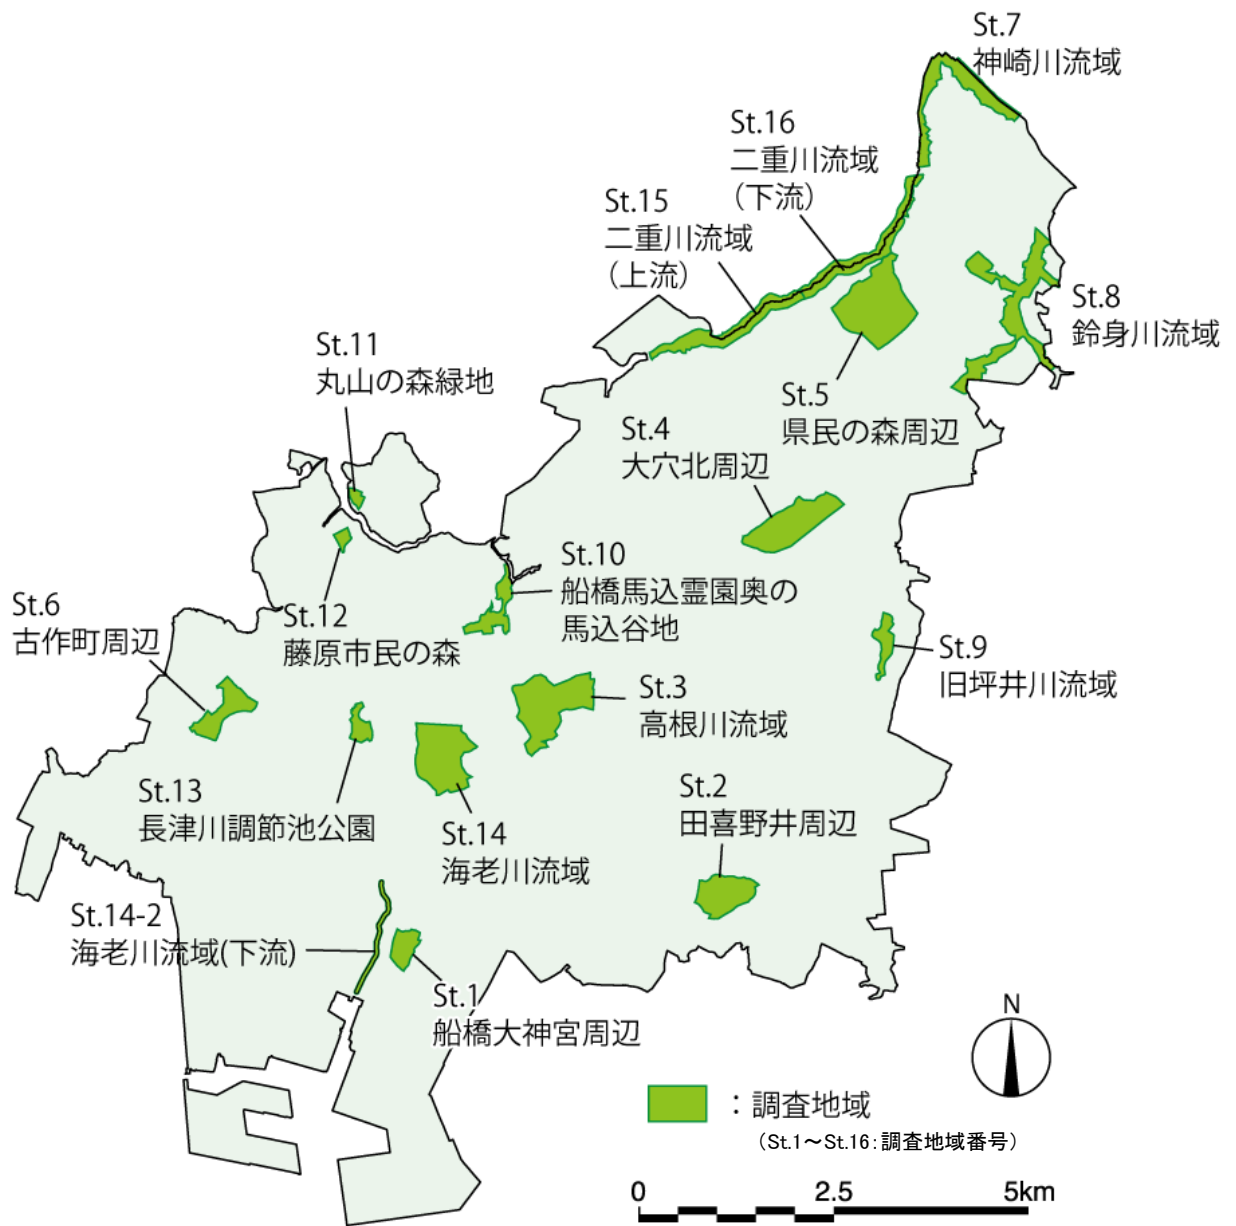 St.7
神崎川流域
St.16
二重川流域
（下流）
St.15
二重川流域
（上流）
St.8
鈴身川流域
St.11
丸山の森緑地
St.5
県民の森周辺
St.4
大穴北周辺
St.10
船橋馬込霊園奥の
馬込谷地
St.6
古作町周辺
St.12
藤原市民の森
St.9
旧坪井川流域
St.3
高根川流域
St.13
長津川調節池公園
St.14
海老川流域
St.2
田喜野井周辺
St.14-2
海老川流域(下流)
St.1
船橋大神宮周辺
N
：調査地域
（St.1～St.16：調査地域番号）
0 2.5 5km